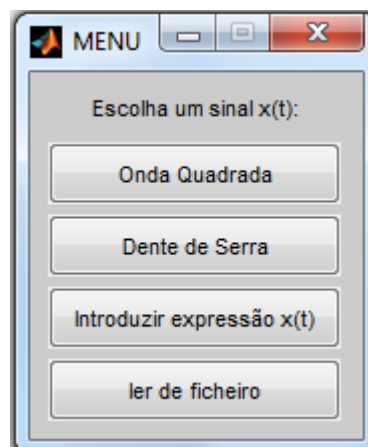 MENU
Escolha um sinal x(t):
Onda Quadrada
Dente de Serra
Introduzir expressão x(t)
ler de ficheiro